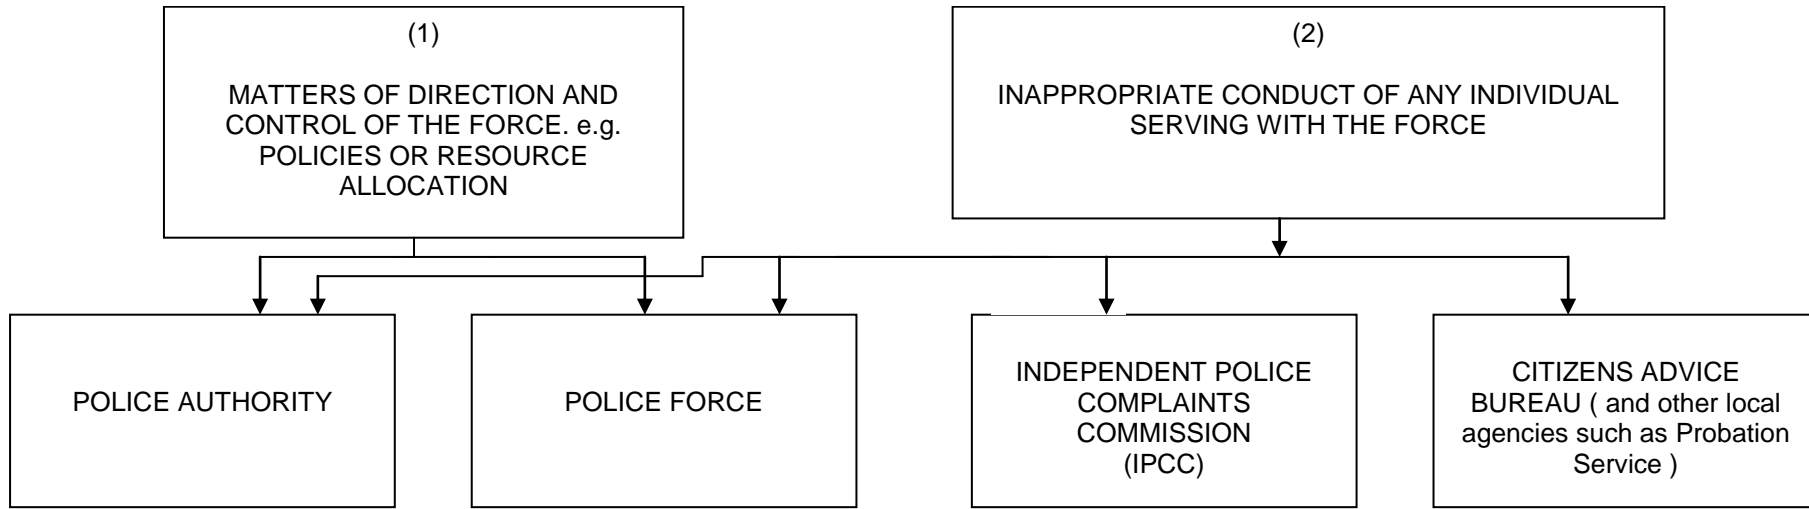 (1)
MATTERS OF DIRECTION AND
CONTROL OF THE FORCE. e.g.
POLICIES OR RESOURCE
ALLOCATION
(2)
INAPPROPRIATE CONDUCT OF ANY INDIVIDUAL
SERVING WITH THE FORCE
POLICE AUTHORITY
POLICE FORCE
INDEPENDENT POLICE
COMPLAINTS
COMMISSION
(IPCC)
CITIZENS ADVICE
BUREAU ( and other local
agencies such as Probation
Service )